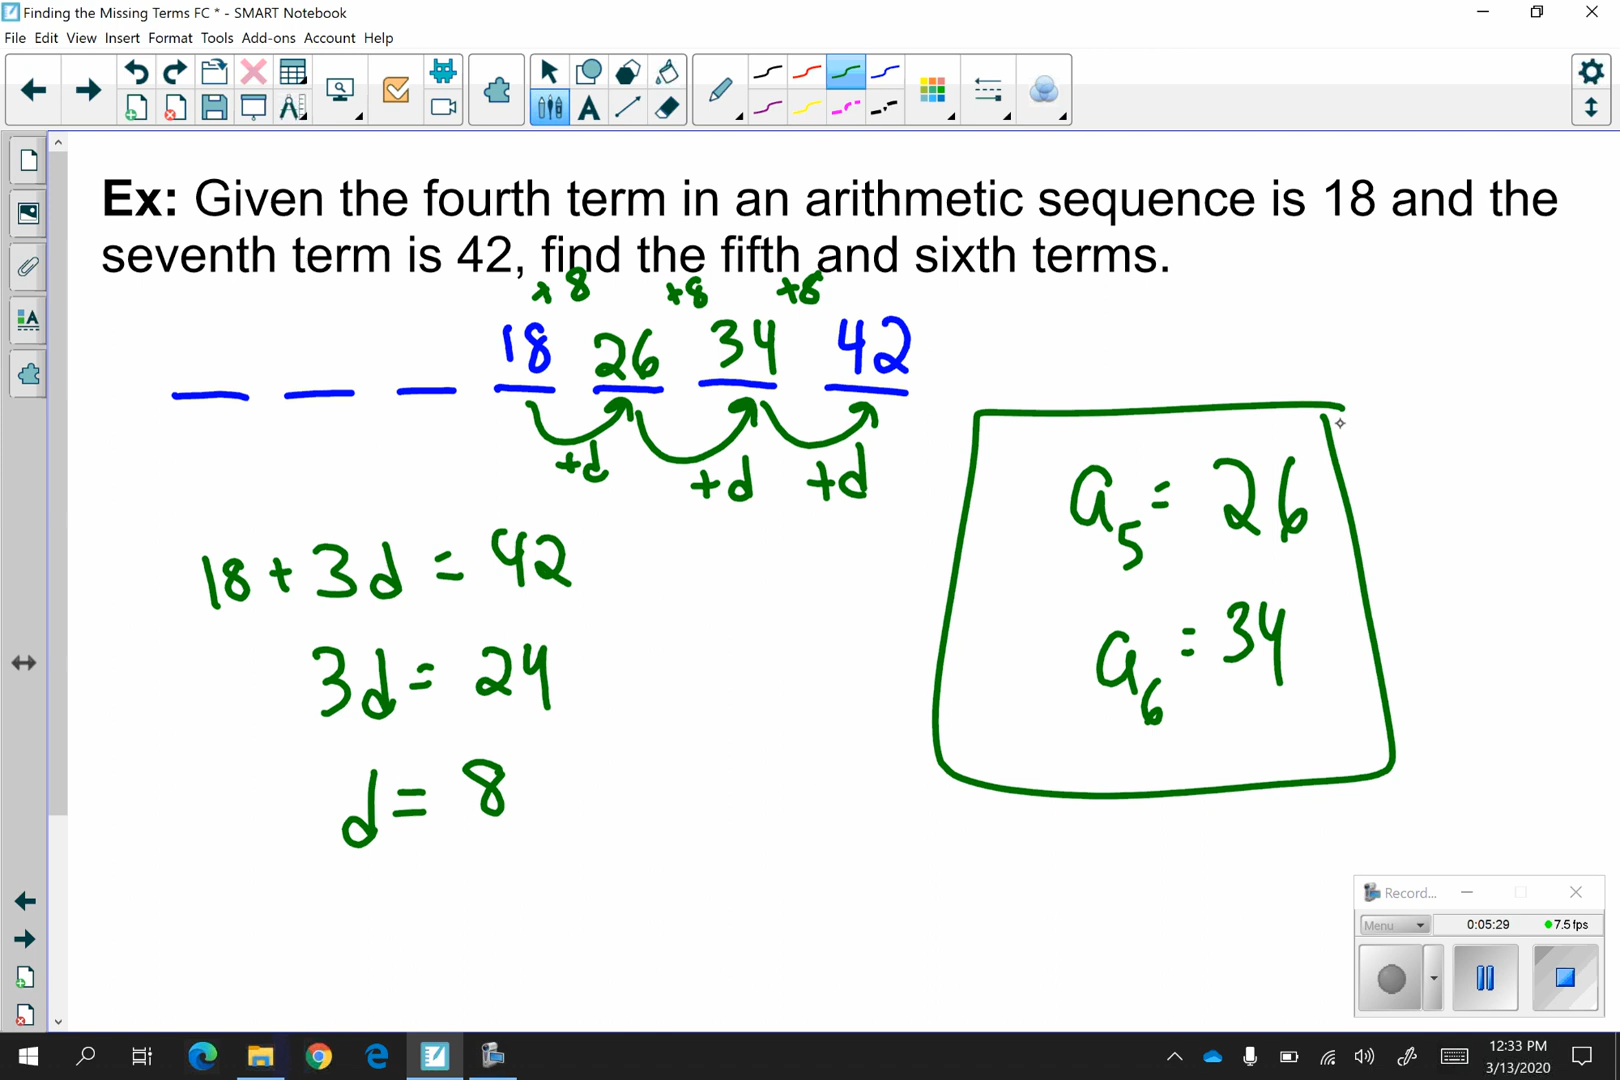 Finding the Missing Terms FC * - SMART Notebook
File Edit View Insert Format Tools Add-ons Account Help
Ex: Given the fourth term in an arithmetic sequence is 18 and the
seventh term is 42, find the fifth and sixth terms.
+8 +8 +8
18 26 34 42
+d +d +d
18 + 3d = 42
3d = 24
d = 8
a5 = 26
a6 = 34
Record...
Menu 0:05:29 7.5 fps
12:33 PM
3/13/2020